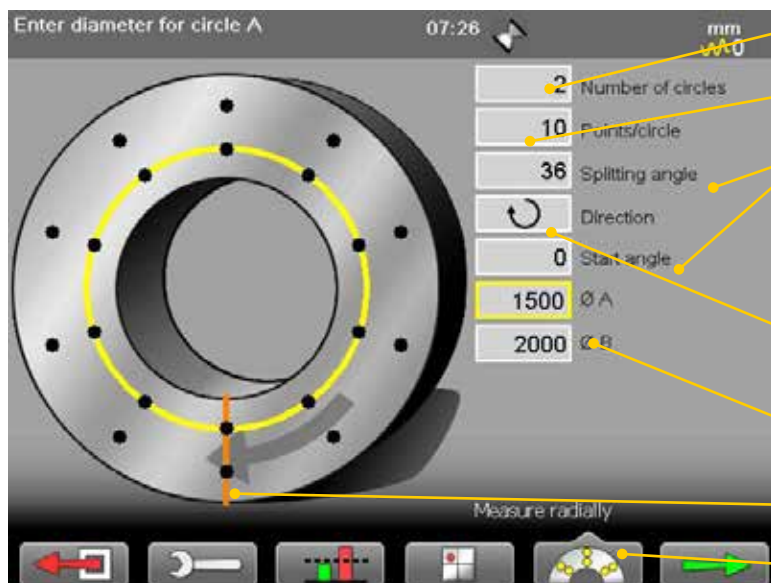 Enter diameter for circle A 07:26 mm
0
2 Number of circles
10 Points/circle
36 Splitting angle
Direction
0 Start angle
1500 Ø A
2000 Ø B
Measure radially